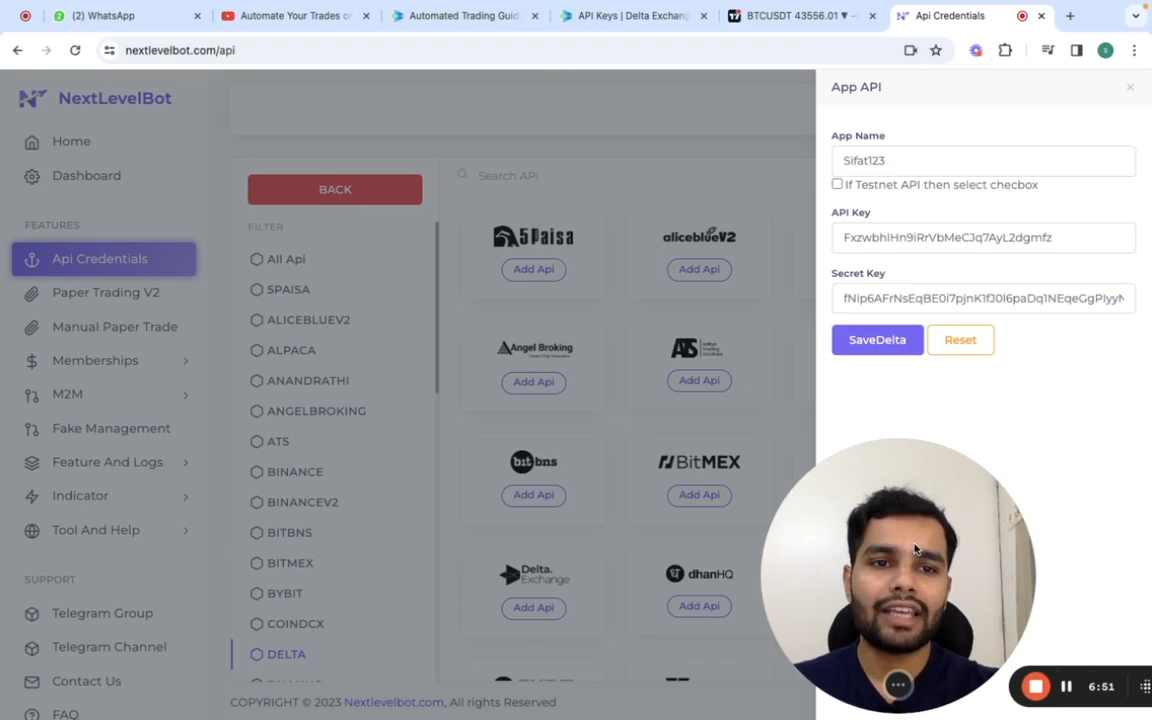 (2) WhatsApp
Automate Your Trades o
Automated Trading Guid
API Keys | Delta Exchang
BTCUSDT 43556.01 ▼ –
Api Credentials
nextlevelbot.com/api
NextLevelBot
Home
Dashboard
FEATURES
Api Credentials
Paper Trading V2
Manual Paper Trade
Memberships
M2M
Fake Management
Feature And Logs
Indicator
Tool And Help
SUPPORT
Telegram Group
Telegram Channel
Contact Us
FAQ
BACK
FILTER
All Api
5PAISA
ALICEBLUEV2
ALPACA
ANANDRATHI
ANGELBROKING
ATS
BINANCE
BINANCEV2
BITBNS
BITMEX
BYBIT
COINDCX
DELTA
Search API
5paisa
Add Api
aliceblueV2
Add Api
Angel Broking
Add Api
ATS
Add Api
bitbns
Add Api
BitMEX
Add Api
Delta.
Exchange
Add Api
dhanHQ
Add Api
COPYRIGHT © 2023 Nextlevelbot.com, All rights Reserved
App API
App Name
Sifat123
If Testnet API then select checbox
API Key
FxzwbhlHn9iRrVbMeCJq7AyL2dgmfz
Secret Key
fNip6AFrNsEqBE0i7pjnK1fJ0l6paDq1NEqeGgPIyyN
SaveDelta
Reset
6:51